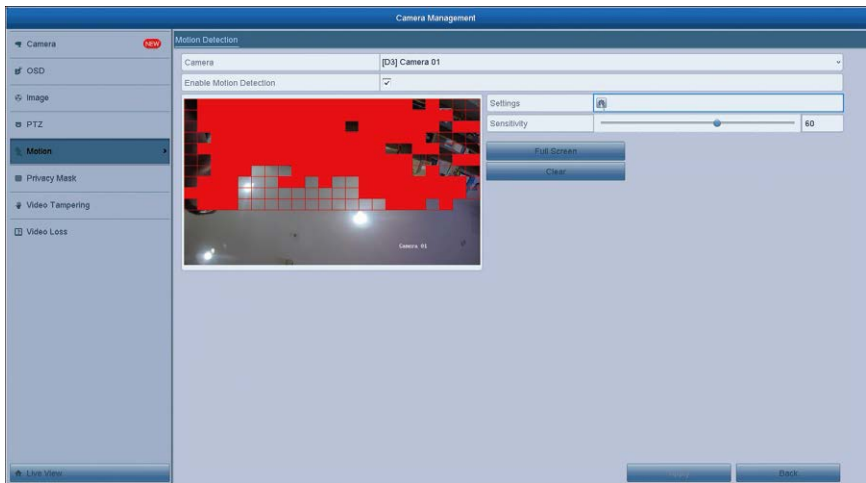 Camera Management
Camera NEW
OSD
Image
PTZ
Motion
Privacy Mask
Video Tampering
Video Loss
Live View
Motion Detection
Camera [D3] Camera 01
Enable Motion Detection
Settings
Sensitivity 60
Full Screen
Clear
Camera 01
Apply Back